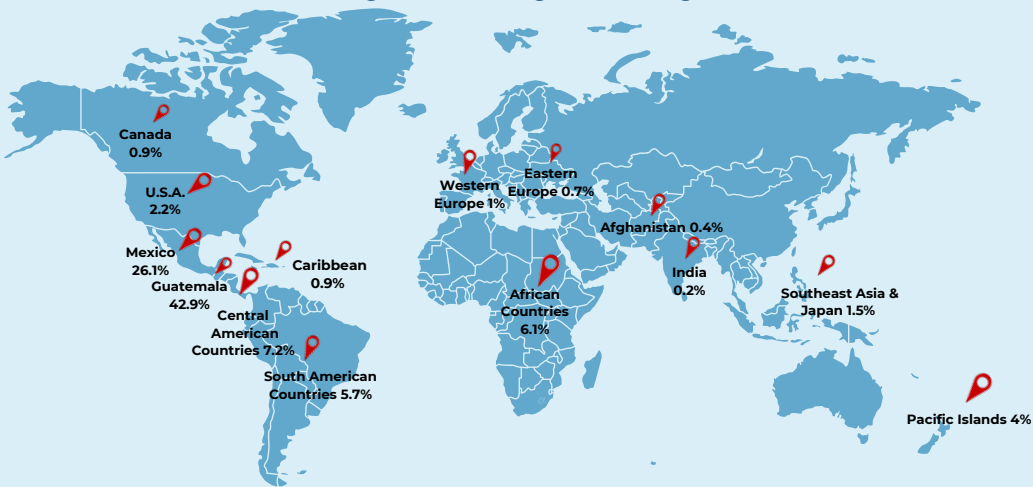 Canada
0.9%
U.S.A.
2.2%
Mexico
26.1%
Guatemala
42.9%
Caribbean
0.9%
Central
American
Countries 7.2%
South American
Countries 5.7%
Western
Europe 1%
Eastern
Europe 0.7%
African
Countries
6.1%
Afghanistan 0.4%
India
0.2%
Southeast Asia &
Japan 1.5%
Pacific Islands 4%